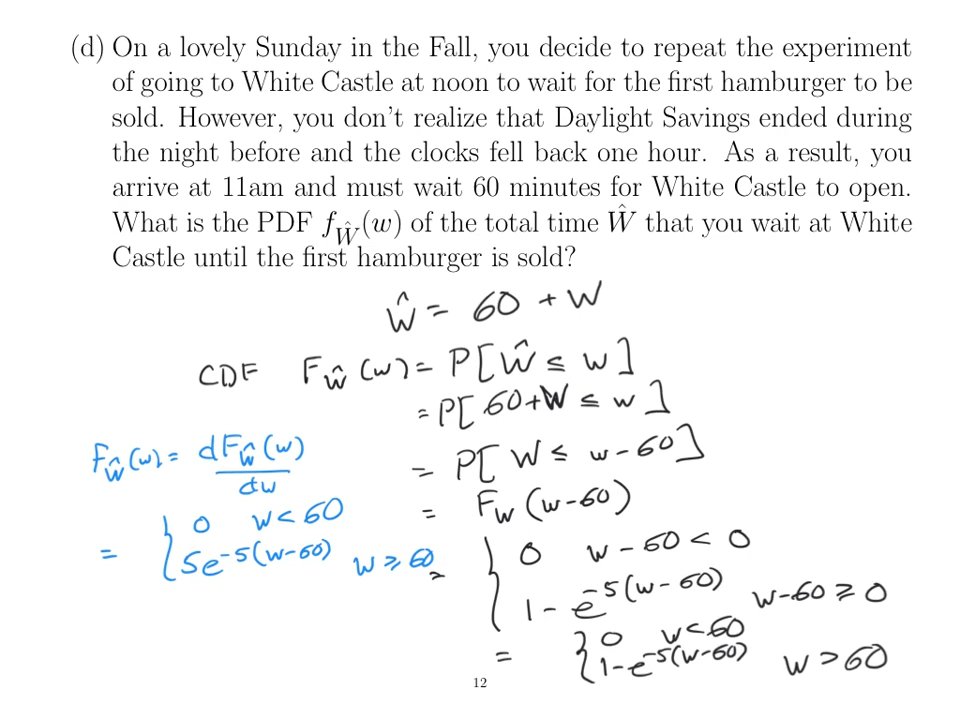 (d) On a lovely Sunday in the Fall, you decide to repeat the experiment
of going to White Castle at noon to wait for the first hamburger to be
sold. However, you don't realize that Daylight Savings ended during
the night before and the clocks fell back one hour. As a result, you
arrive at 11am and must wait 60 minutes for White Castle to open.
What is the PDF f_Ŵ(w) of the total time Ŵ that you wait at White
Castle until the first hamburger is sold?
Ŵ = 60 + W
CDF F_Ŵ(w) = P[Ŵ ≤ w]
= P[60+W ≤ w]
= P[W ≤ w-60]
= F_W(w-60)
{ 0 w - 60 < 0
1 - e^-5(w-60) w-60 ≥ 0
= { 0 w<60
1-e^-5(w-60) w>60
f_Ŵ(w) = dF_Ŵ(w)
dw
= { 0 w<60
5e^-5(w-60) w ≥ 60
12